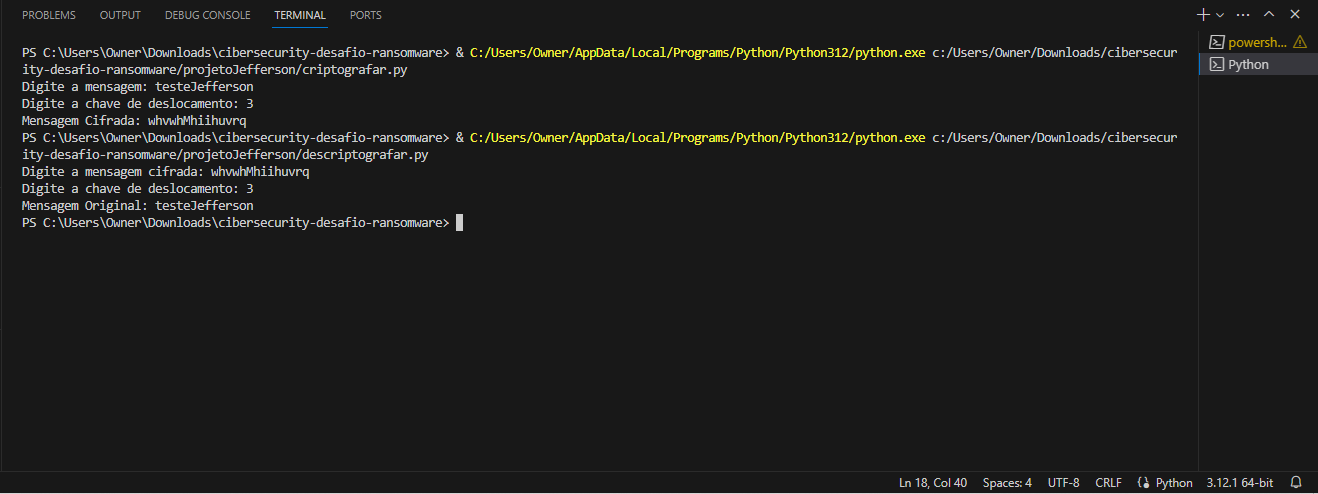 PROBLEMS OUTPUT DEBUG CONSOLE TERMINAL PORTS
PS C:\Users\Owner\Downloads\cibersecurity-desafio-ransomware> & C:/Users/Owner/AppData/Local/Programs/Python/Python312/python.exe c:/Users/Owner/Downloads/cibersecur
ity-desafio-ransomware/projetoJefferson/criptografar.py
Digite a mensagem: testeJefferson
Digite a chave de deslocamento: 3
Mensagem Cifrada: whvwhMhiihuvrq
PS C:\Users\Owner\Downloads\cibersecurity-desafio-ransomware> & C:/Users/Owner/AppData/Local/Programs/Python/Python312/python.exe c:/Users/Owner/Downloads/cibersecur
ity-desafio-ransomware/projetoJefferson/descriptografar.py
Digite a mensagem cifrada: whvwhMhiihuvrq
Digite a chave de deslocamento: 3
Mensagem Original: testeJefferson
PS C:\Users\Owner\Downloads\cibersecurity-desafio-ransomware>
powersh...
Python
Ln 18, Col 40 Spaces: 4 UTF-8 CRLF Python 3.12.1 64-bit